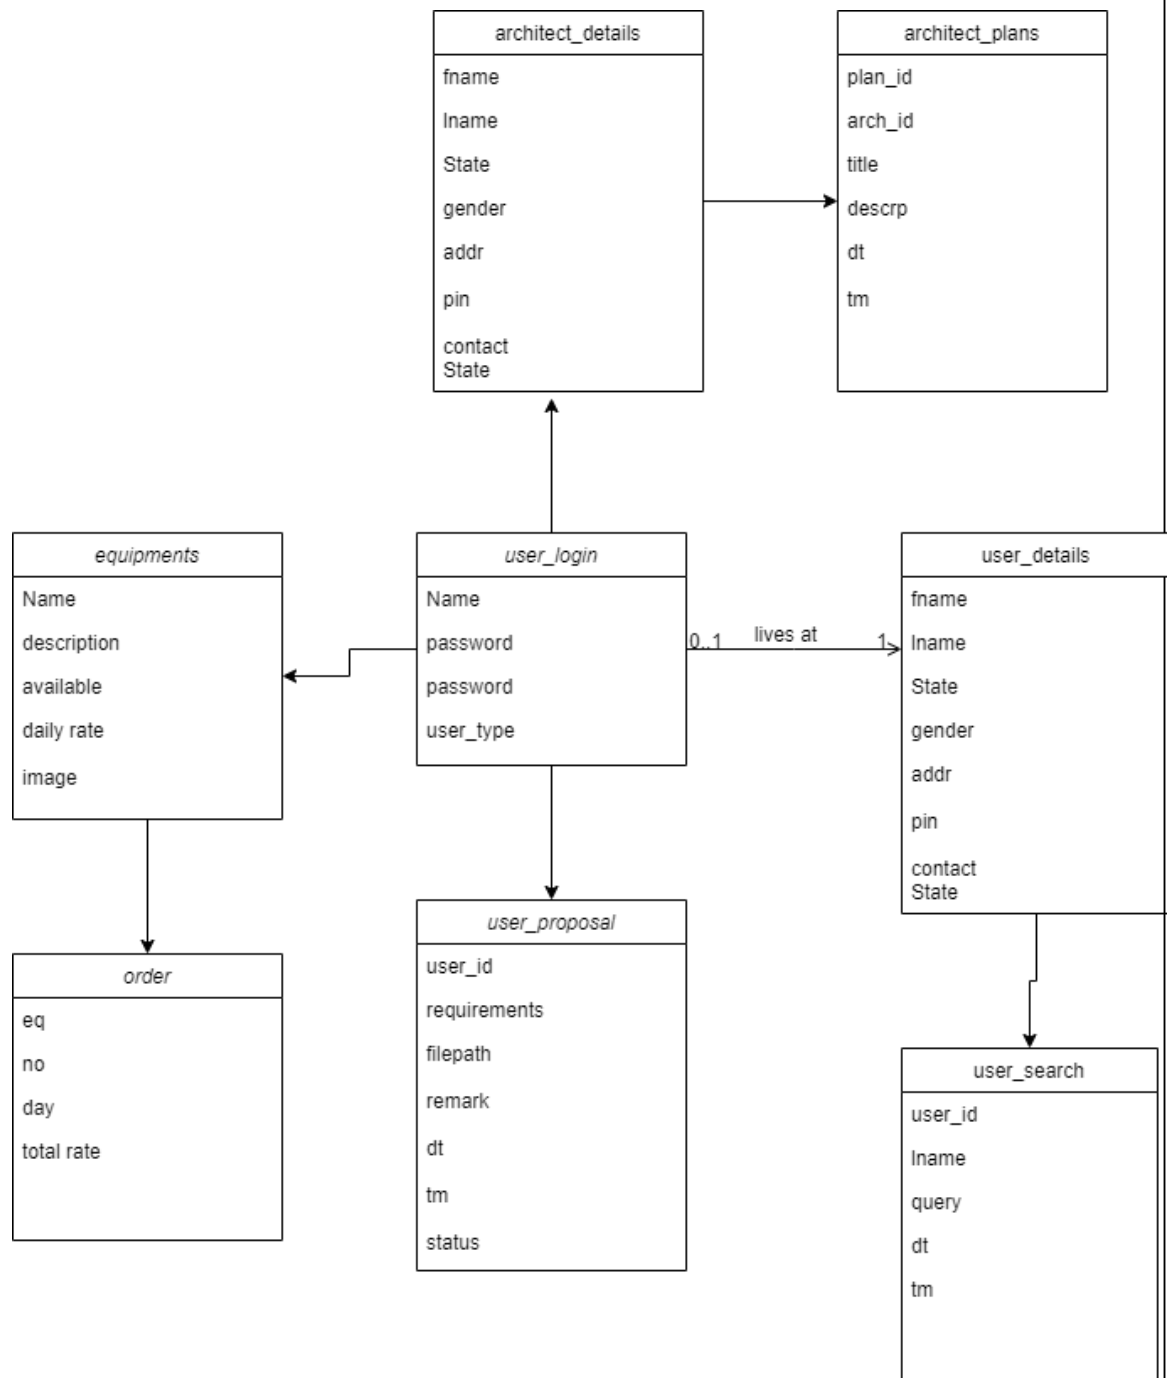 architect_details
fname
lname
State
gender
addr
pin
contact
State
architect_plans
plan_id
arch_id
title
descrp
dt
tm
equipments
Name
description
available
daily rate
image
user_login
Name
password
password
user_type
0..1
lives at
1
user_details
fname
lname
State
gender
addr
pin
contact
State
order
eq
no
day
total rate
user_proposal
user_id
requirements
filepath
remark
dt
tm
status
user_search
user_id
lname
query
dt
tm